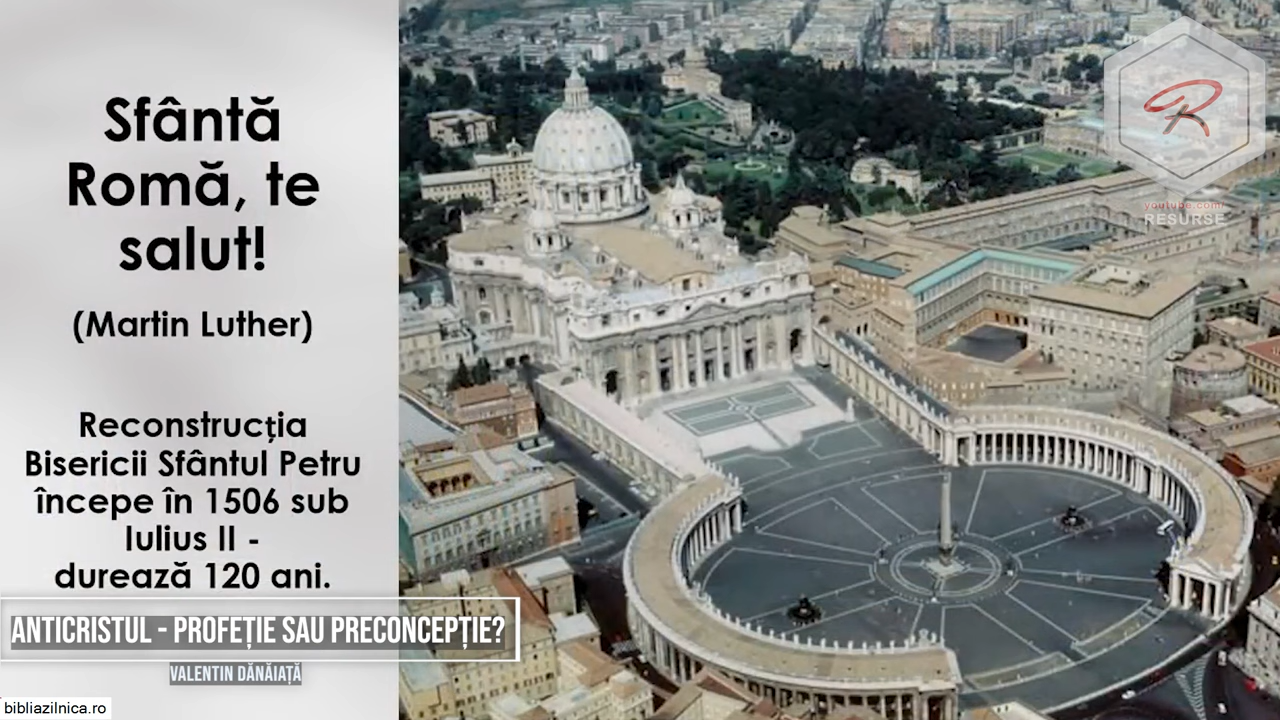 Sfântă
Romă, te
salut!
(Martin Luther)
Reconstrucția
Bisericii Sfântul Petru
începe în 1506 sub
Iulius II -
durează 120 ani.
ANTICRISTUL - PROFEȚIE SAU PRECONCEPȚIE?
VALENTIN DĂNĂIAȚĂ
bibliazilnica.ro
R
youtube.com/
RESURSE